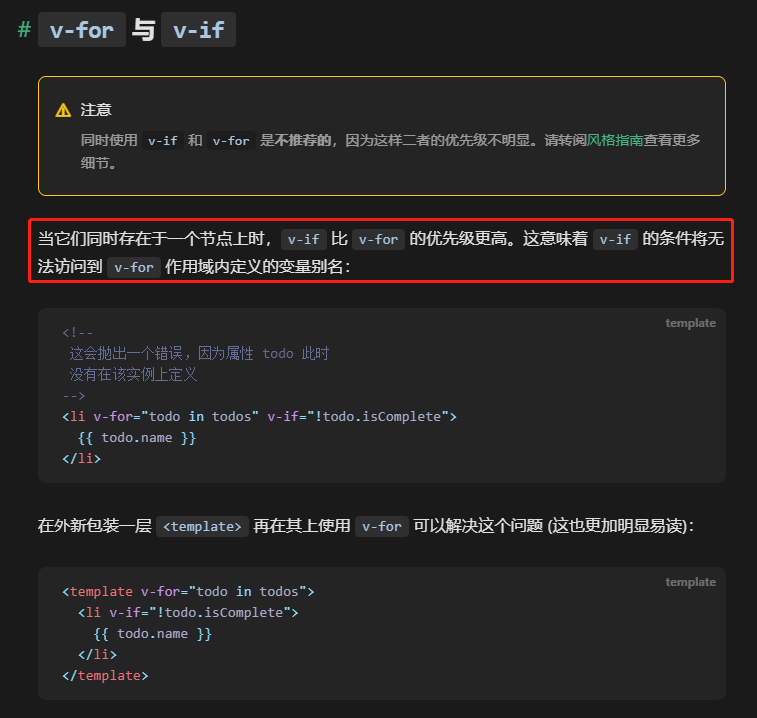 # v-for 与 v-if
注意
同时使用 v-if 和 v-for 是不推荐的，因为这样二者的优先级不明显。请转阅风格指南查看更多
细节。
当它们同时存在于一个节点上时，v-if 比 v-for 的优先级更高。这意味着 v-if 的条件将无
法访问到 v-for 作用域内定义的变量别名：
template
<!--
这会抛出一个错误，因为属性 todo 此时
没有在该实例上定义
-->
<li v-for="todo in todos" v-if="!todo.isComplete">
{{ todo.name }}
</li>
在外新包装一层 <template> 再在其上使用 v-for 可以解决这个问题 (这也更加明显易读)：
template
<template v-for="todo in todos">
<li v-if="!todo.isComplete">
{{ todo.name }}
</li>
</template>